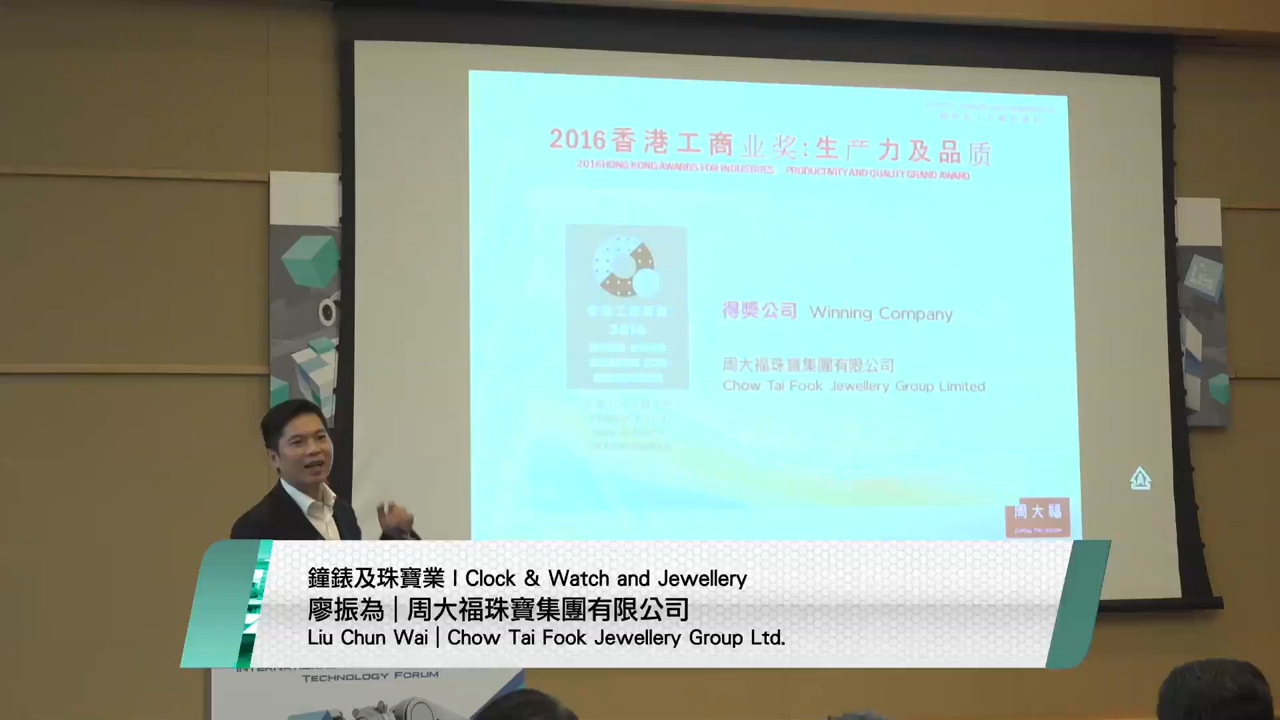 2016香港工商业奖:生产力及品质
2016 HONG KONG AWARDS FOR INDUSTRIES PRODUCTIVITY AND QUALITY GRAND AWARD
2016
得獎公司 Winning Company
周大福珠寶集團有限公司
Chow Tai Fook Jewellery Group Limited
周大福
CHOW TAI FOOK
鐘錶及珠寶業 | Clock & Watch and Jewellery
廖振為 | 周大福珠寶集團有限公司
Liu Chun Wai | Chow Tai Fook Jewellery Group Ltd.
TECHNOLOGY FORUM